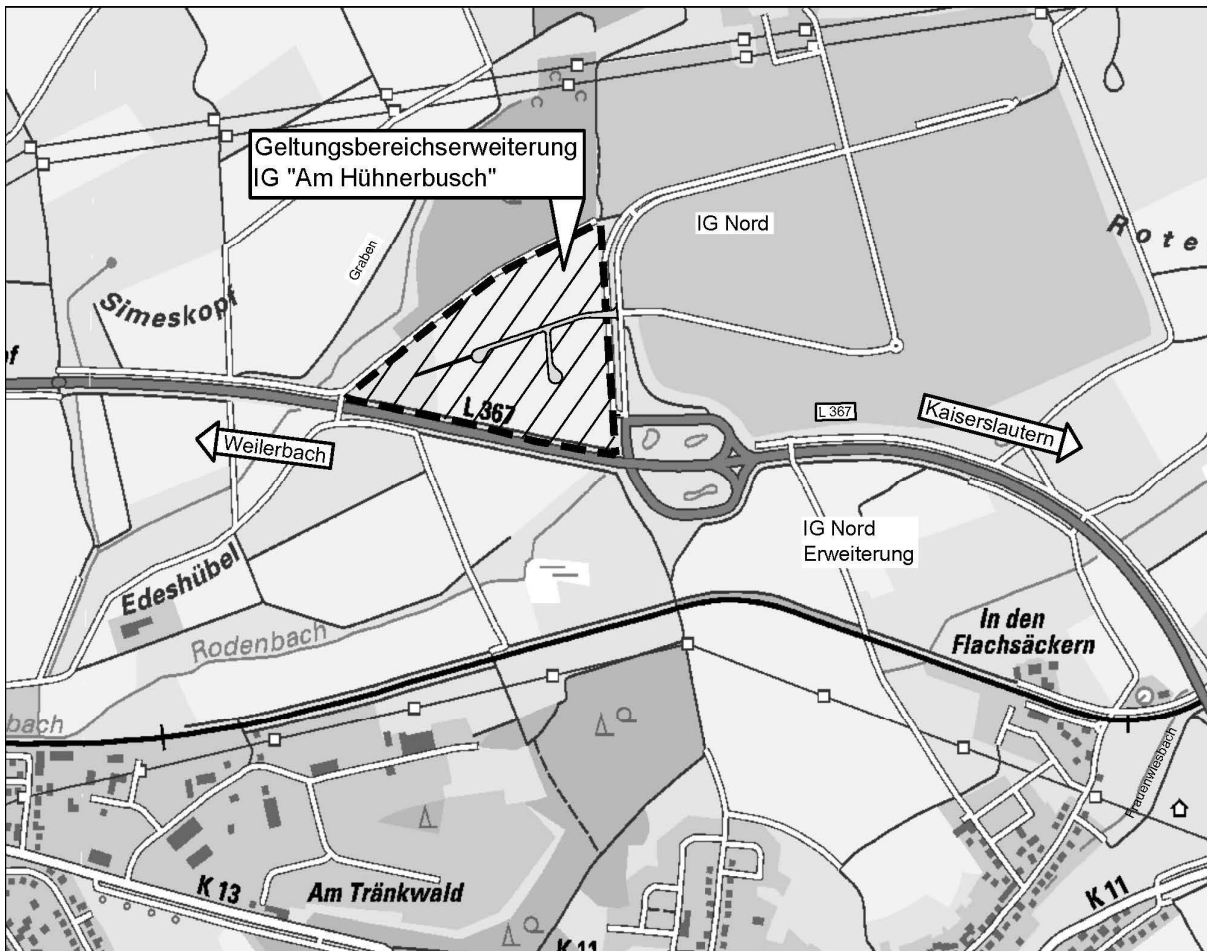 Geltungsbereichserweiterung
IG "Am Hühnerbusch"
IG Nord
Rote
Graben
Simeskopf
L 367
L 367
Kaiserslautern
Weilerbach
IG Nord
Erweiterung
Edeshübel
Rodenbach
In den
Flachsäckern
bach
Frauenwiesbach
K 13
Am Tränkwald
K 11
K 11